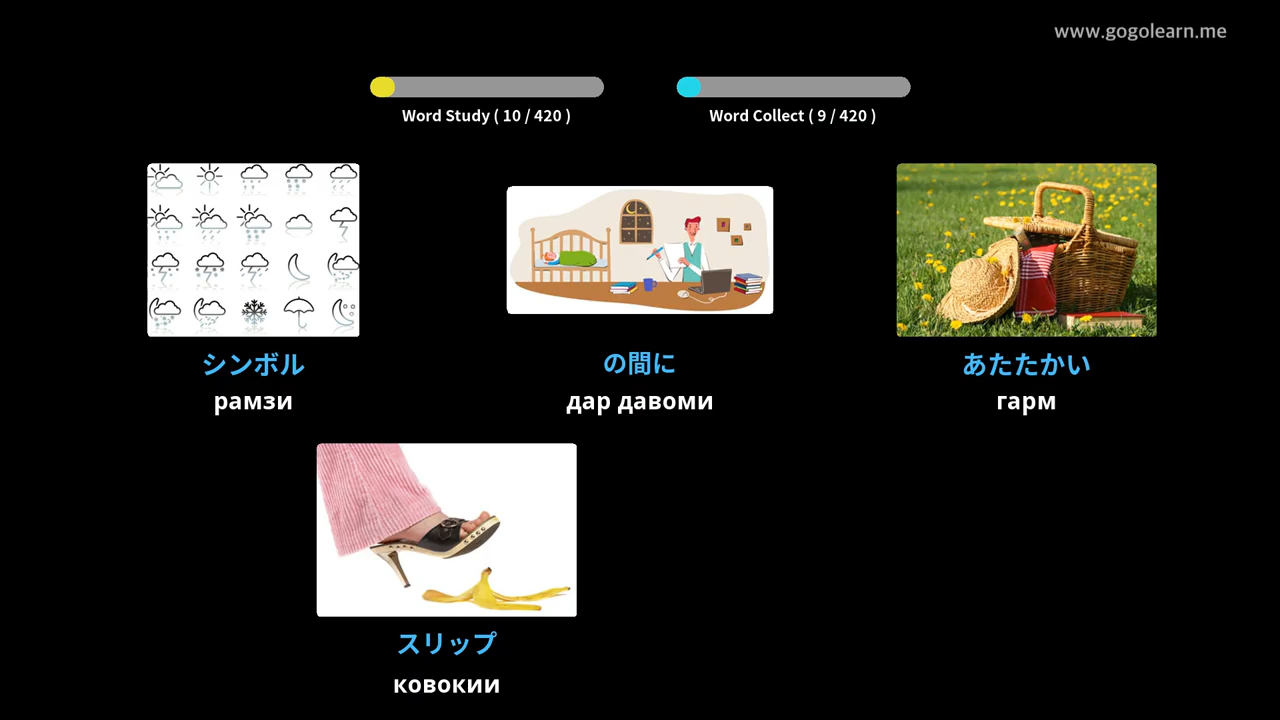 www.gogolearn.me
Word Study ( 10 / 420 )
Word Collect ( 9 / 420 )
シンボル
рамзи
の間に
дар давоми
あたたかい
гарм
スリップ
ковокии